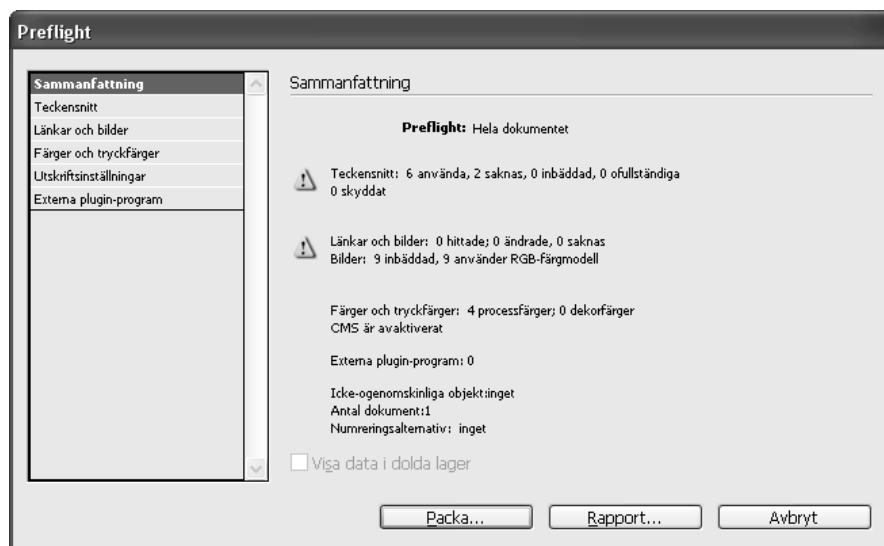 Preflight
Sammanfattning
Teckensnitt
Länkar och bilder
Färger och tryckfärger
Utskriftsinställningar
Externa plugin-program
Sammanfattning
Preflight: Hela dokumentet
Teckensnitt: 6 använda, 2 saknas, 0 inbäddad, 0 ofullständiga
0 skyddat
Länkar och bilder: 0 hittade; 0 ändrade, 0 saknas
Bilder: 9 inbäddad, 9 använder RGB-färgmodell
Färger och tryckfärger: 4 processfärger; 0 dekorfärger
CMS är avaktiverat
Externa plugin-program: 0
Icke-ogenomskinliga objekt:inget
Antal dokument:1
Numreringsalternativ: inget
Visa data i dolda lager
Packa...
Rapport...
Avbryt